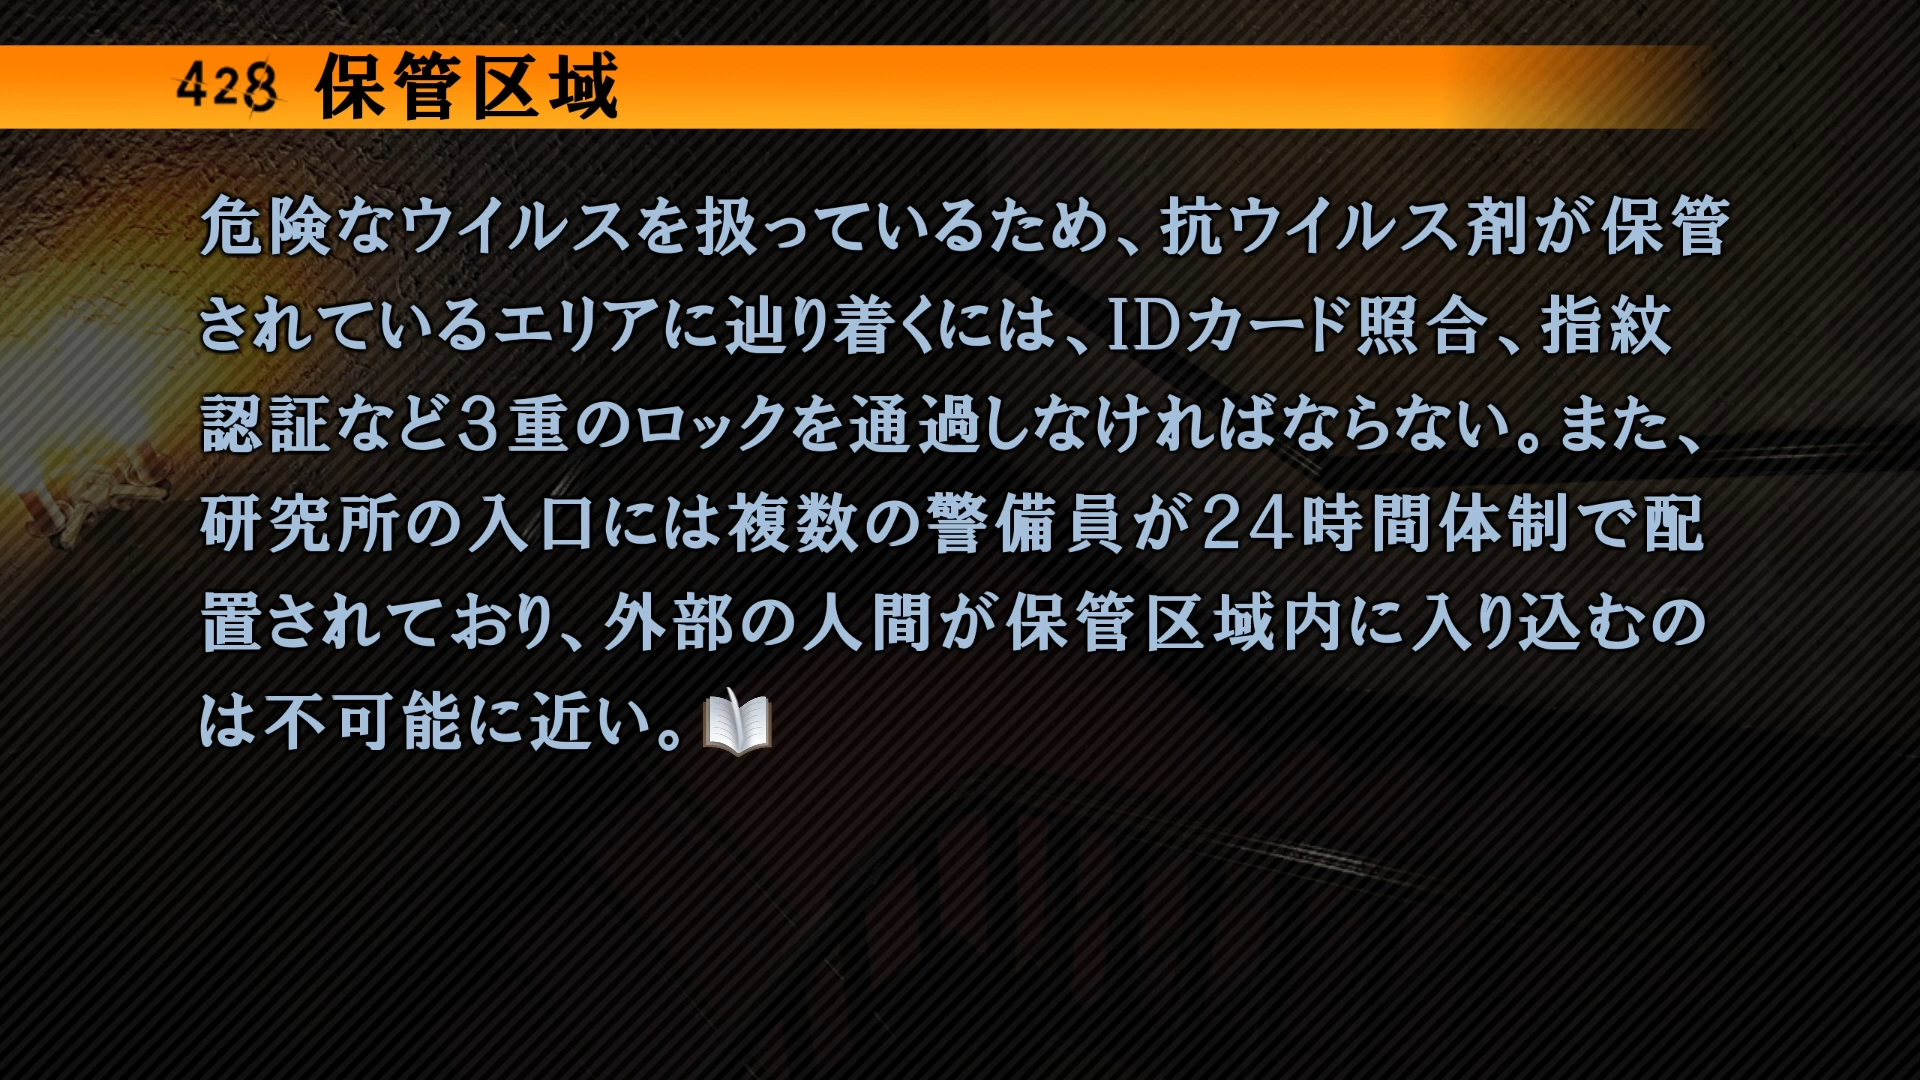 428 保管区域
危険なウイルスを扱っているため、抗ウイルス剤が保管
されているエリアに辿り着くには、IDカード照合、指紋
認証など3重のロックを通過しなければならない。また、
研究所の入口には複数の警備員が24時間体制で配
置されており、外部の人間が保管区域内に入り込むの
は不可能に近い。